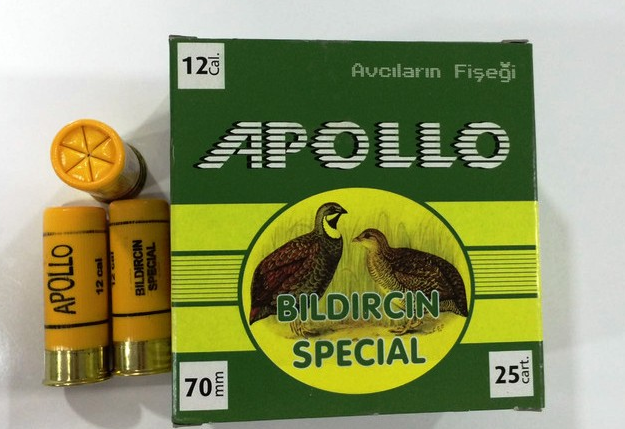 12 Cal.
Avcıların Fişeği
APOLLO
BILDIRCIN
SPECIAL
70 mm
25 cart.
APOLLO
12 cal
12 cal
BILDIRCIN
SPECIAL